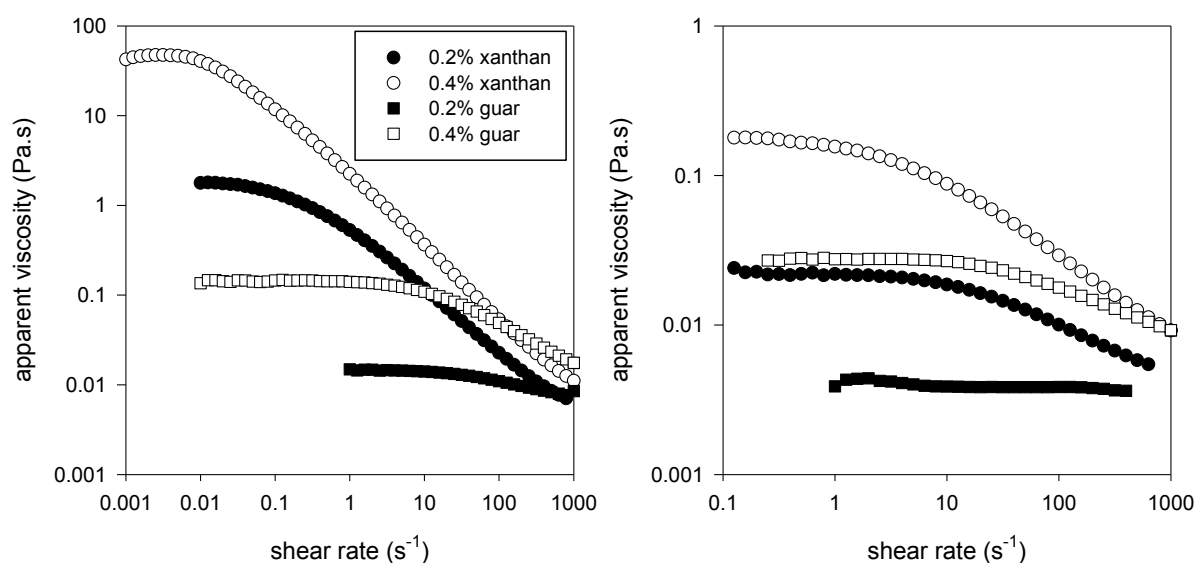 100
10
1
0.1
0.01
0.001
apparent viscosity (Pa.s)
0.2% xanthan
0.4% xanthan
0.2% guar
0.4% guar
0.001 0.01 0.1 1 10 100 1000
shear rate (s⁻¹)
1
0.1
0.01
0.001
apparent viscosity (Pa.s)
0.1 1 10 100 1000
shear rate (s⁻¹)